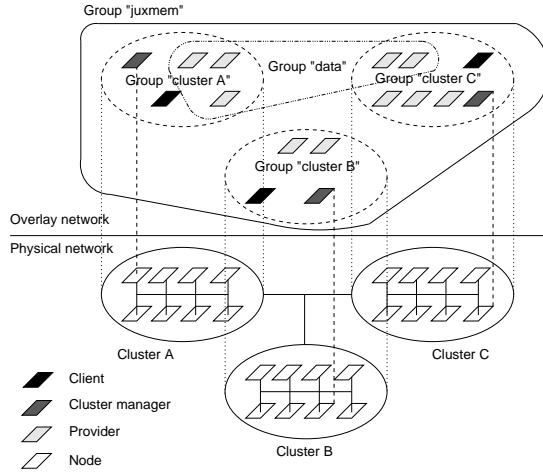 Group "juxmem"
Group "data"
Group "cluster A"
Group "cluster C"
Group "cluster B"
Overlay network
Physical network
Cluster A
Cluster C
Cluster B
Client
Cluster manager
Provider
Node